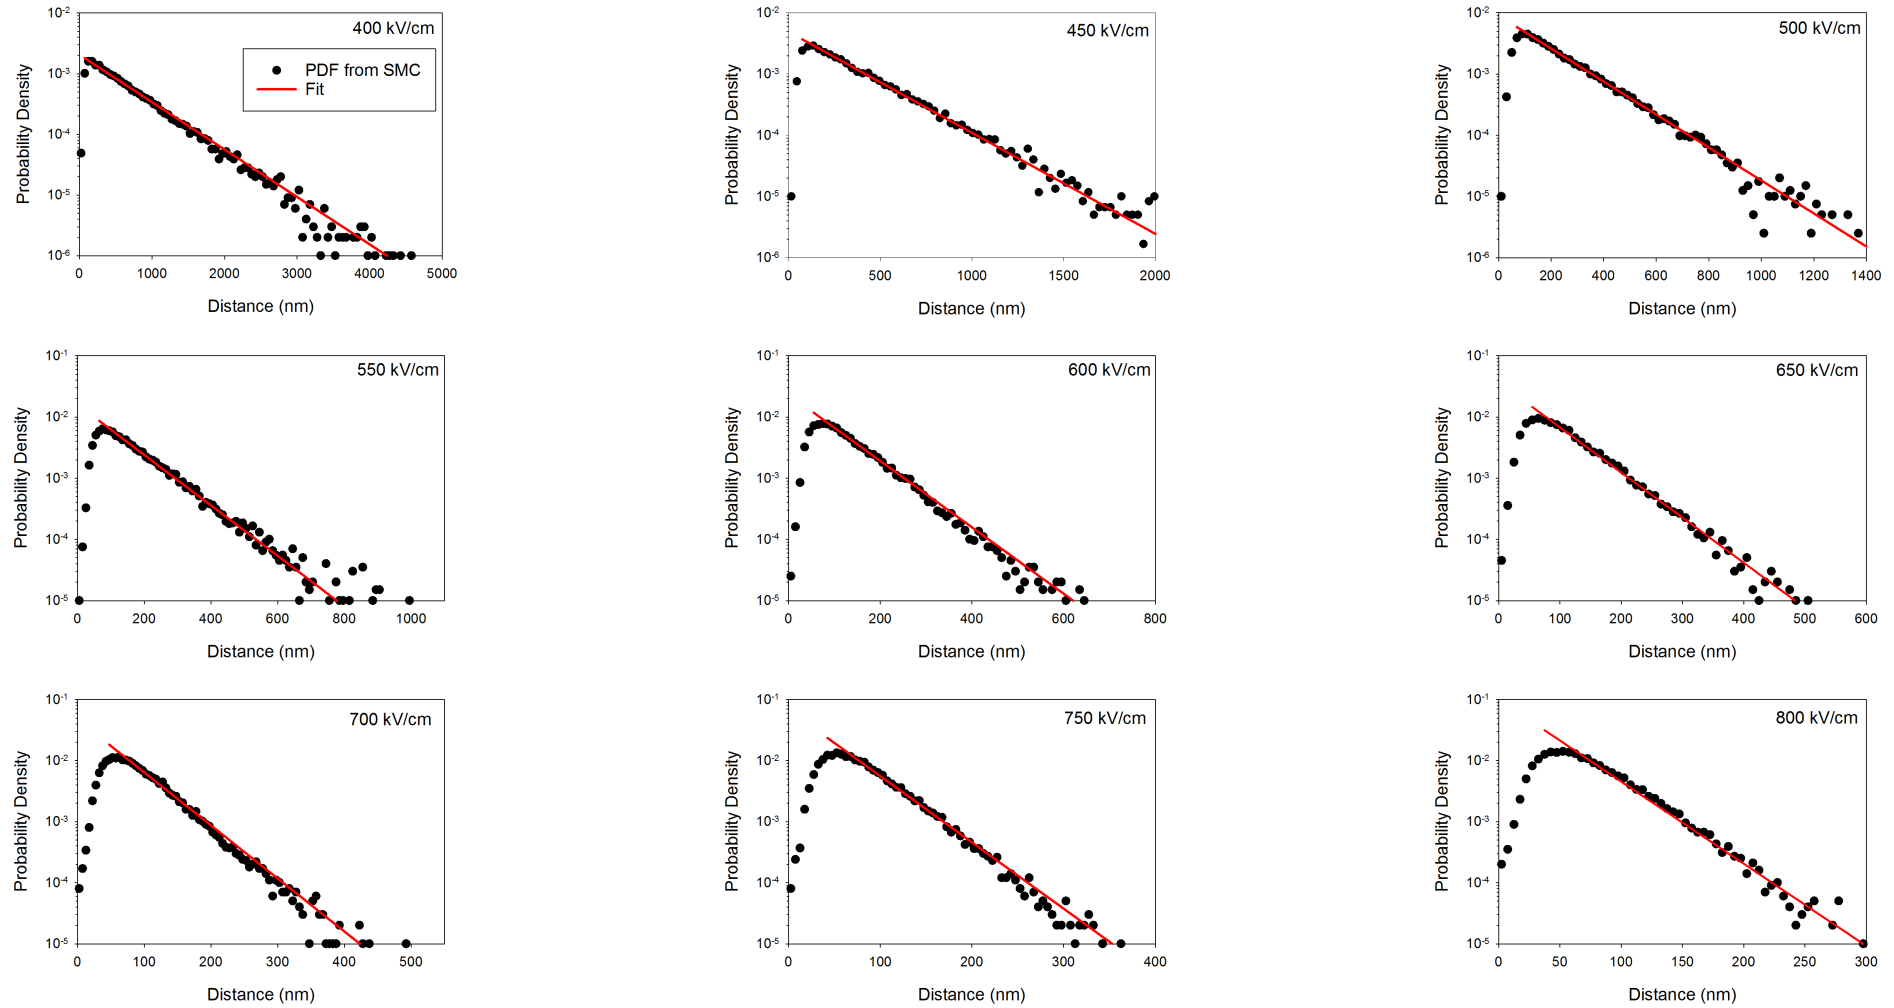 10⁻² 400 kV/cm
PDF from SMC
Fit
10⁻³
10⁻⁴
10⁻⁵
10⁻⁶
0 1000 2000 3000 4000 5000
Probability Density
Distance (nm)
10⁻² 450 kV/cm
10⁻³
10⁻⁴
10⁻⁵
10⁻⁶
0 500 1000 1500 2000
Probability Density
Distance (nm)
10⁻² 500 kV/cm
10⁻³
10⁻⁴
10⁻⁵
10⁻⁶
0 200 400 600 800 1000 1200 1400
Probability Density
Distance (nm)
10⁻¹ 550 kV/cm
10⁻²
10⁻³
10⁻⁴
10⁻⁵
0 200 400 600 800 1000
Probability Density
Distance (nm)
10⁻¹ 600 kV/cm
10⁻²
10⁻³
10⁻⁴
10⁻⁵
0 200 400 600 800
Probability Density
Distance (nm)
10⁻¹ 650 kV/cm
10⁻²
10⁻³
10⁻⁴
10⁻⁵
0 100 200 300 400 500 600
Probability Density
Distance (nm)
10⁻¹ 700 kV/cm
10⁻²
10⁻³
10⁻⁴
10⁻⁵
0 100 200 300 400 500
Probability Density
Distance (nm)
10⁻¹ 750 kV/cm
10⁻²
10⁻³
10⁻⁴
10⁻⁵
0 100 200 300 400
Probability Density
Distance (nm)
10⁻¹ 800 kV/cm
10⁻²
10⁻³
10⁻⁴
10⁻⁵
0 50 100 150 200 250 300
Probability Density
Distance (nm)